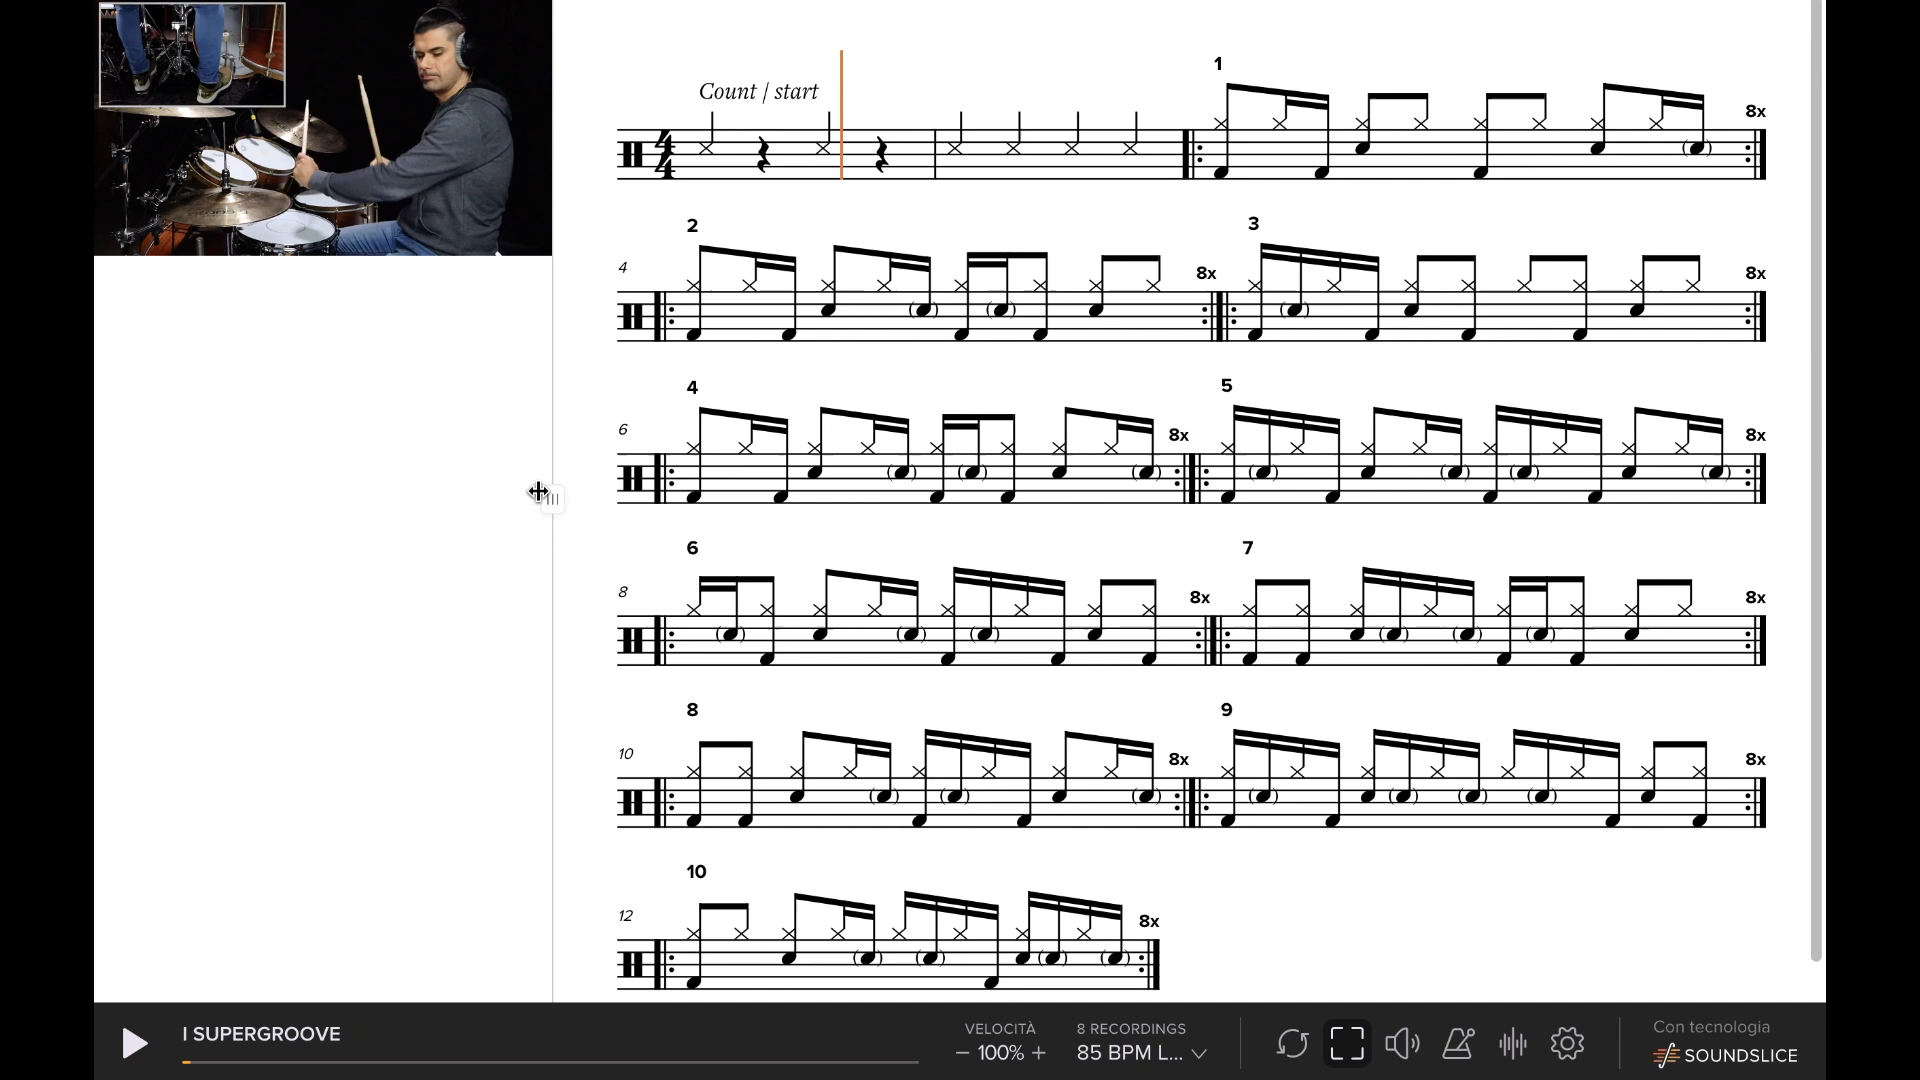 Count / start
1
8x
2
4
8x
3
8x
4
6
8x
5
8x
6
8
8x
7
8x
8
10
8x
9
8x
10
12
8x
I SUPERGROOVE
VELOCITÀ
− 100% +
8 RECORDINGS
85 BPM L...
Con tecnologia
SOUNDSLICE